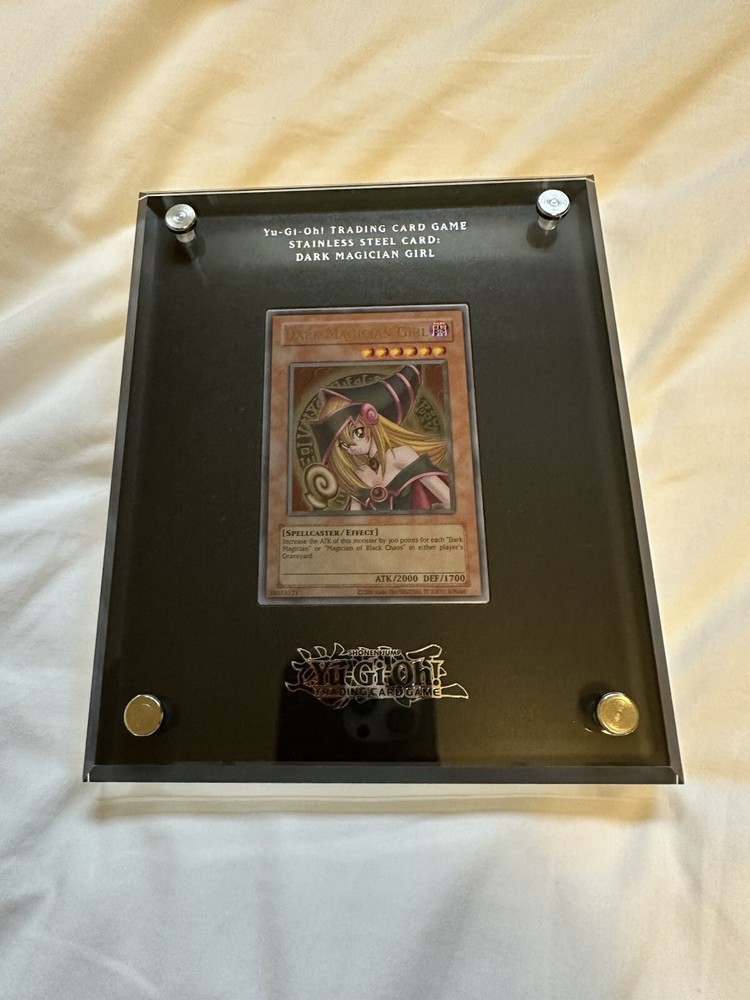 Yu-Gi-Oh! TRADING CARD GAME
STAINLESS STEEL CARD:
DARK MAGICIAN GIRL
DARK MAGICIAN GIRL
[SPELLCASTER/EFFECT]
Increase the ATK of this monster by 300 points for each "Dark
Magician" or "Magician of Black Chaos" in either player's
Graveyard.
ATK/2000 DEF/1700
SHONEN JUMP
Yu-Gi-Oh!
TRADING CARD GAME